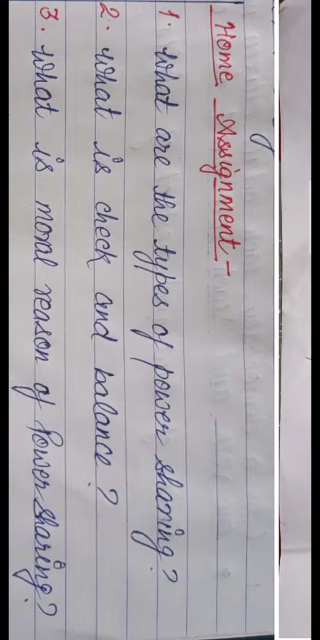 Home Assignment -
1. What are the types of power sharing?
2. What is check and balance?
3. What is moral reason of Power sharing?